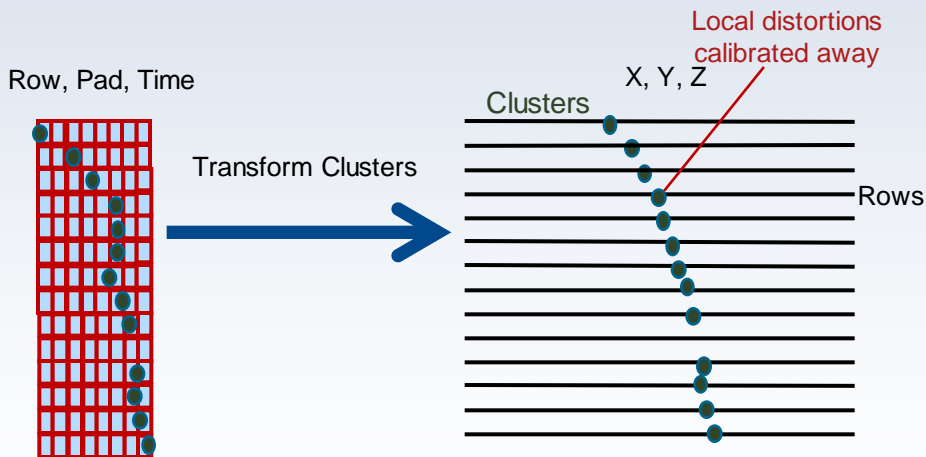 Local distortions
calibrated away
Row, Pad, Time
X, Y, Z
Clusters
Transform Clusters
Rows